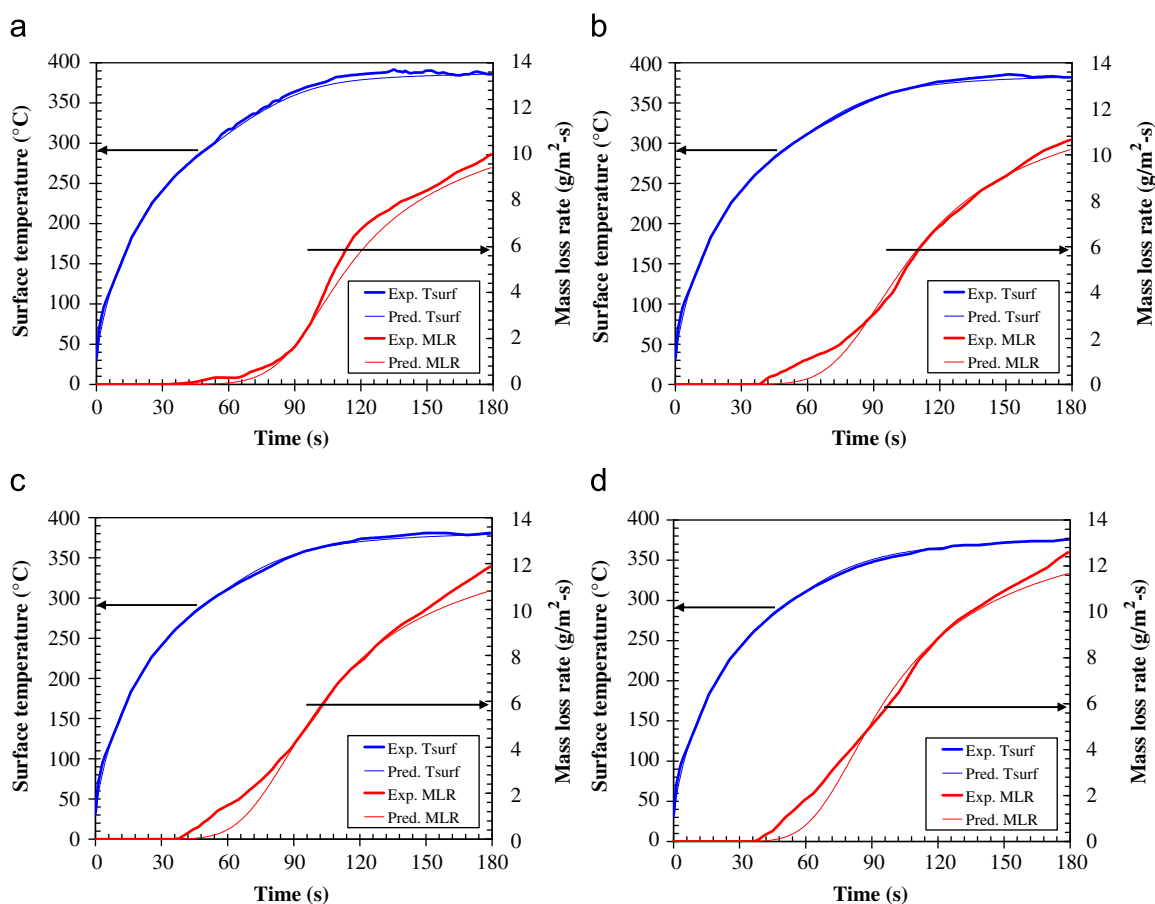 a
400
350
300
250
200
150
100
50
0
Surface temperature (°C)
14
12
10
8
6
4
2
0
Mass loss rate (g/m²-s)
Exp. Tsurf
Pred. Tsurf
Exp. MLR
Pred. MLR
0 30 60 90 120 150 180
Time (s)
b
400
350
300
250
200
150
100
50
0
Surface temperature (°C)
14
12
10
8
6
4
2
0
Mass loss rate (g/m²-s)
Exp. Tsurf
Pred. Tsurf
Exp. MLR
Pred. MLR
0 30 60 90 120 150 180
Time (s)
c
400
350
300
250
200
150
100
50
0
Surface temperature (°C)
14
12
10
8
6
4
2
0
Mass loss rate (g/m²-s)
Exp. Tsurf
Pred. Tsurf
Exp. MLR
Pred. MLR
0 30 60 90 120 150 180
Time (s)
d
400
350
300
250
200
150
100
50
0
Surface temperature (°C)
14
12
10
8
6
4
2
0
Mass loss rate (g/m²-s)
Exp. Tsurf
Pred. Tsurf
Exp. MLR
Pred. MLR
0 30 60 90 120 150 180
Time (s)